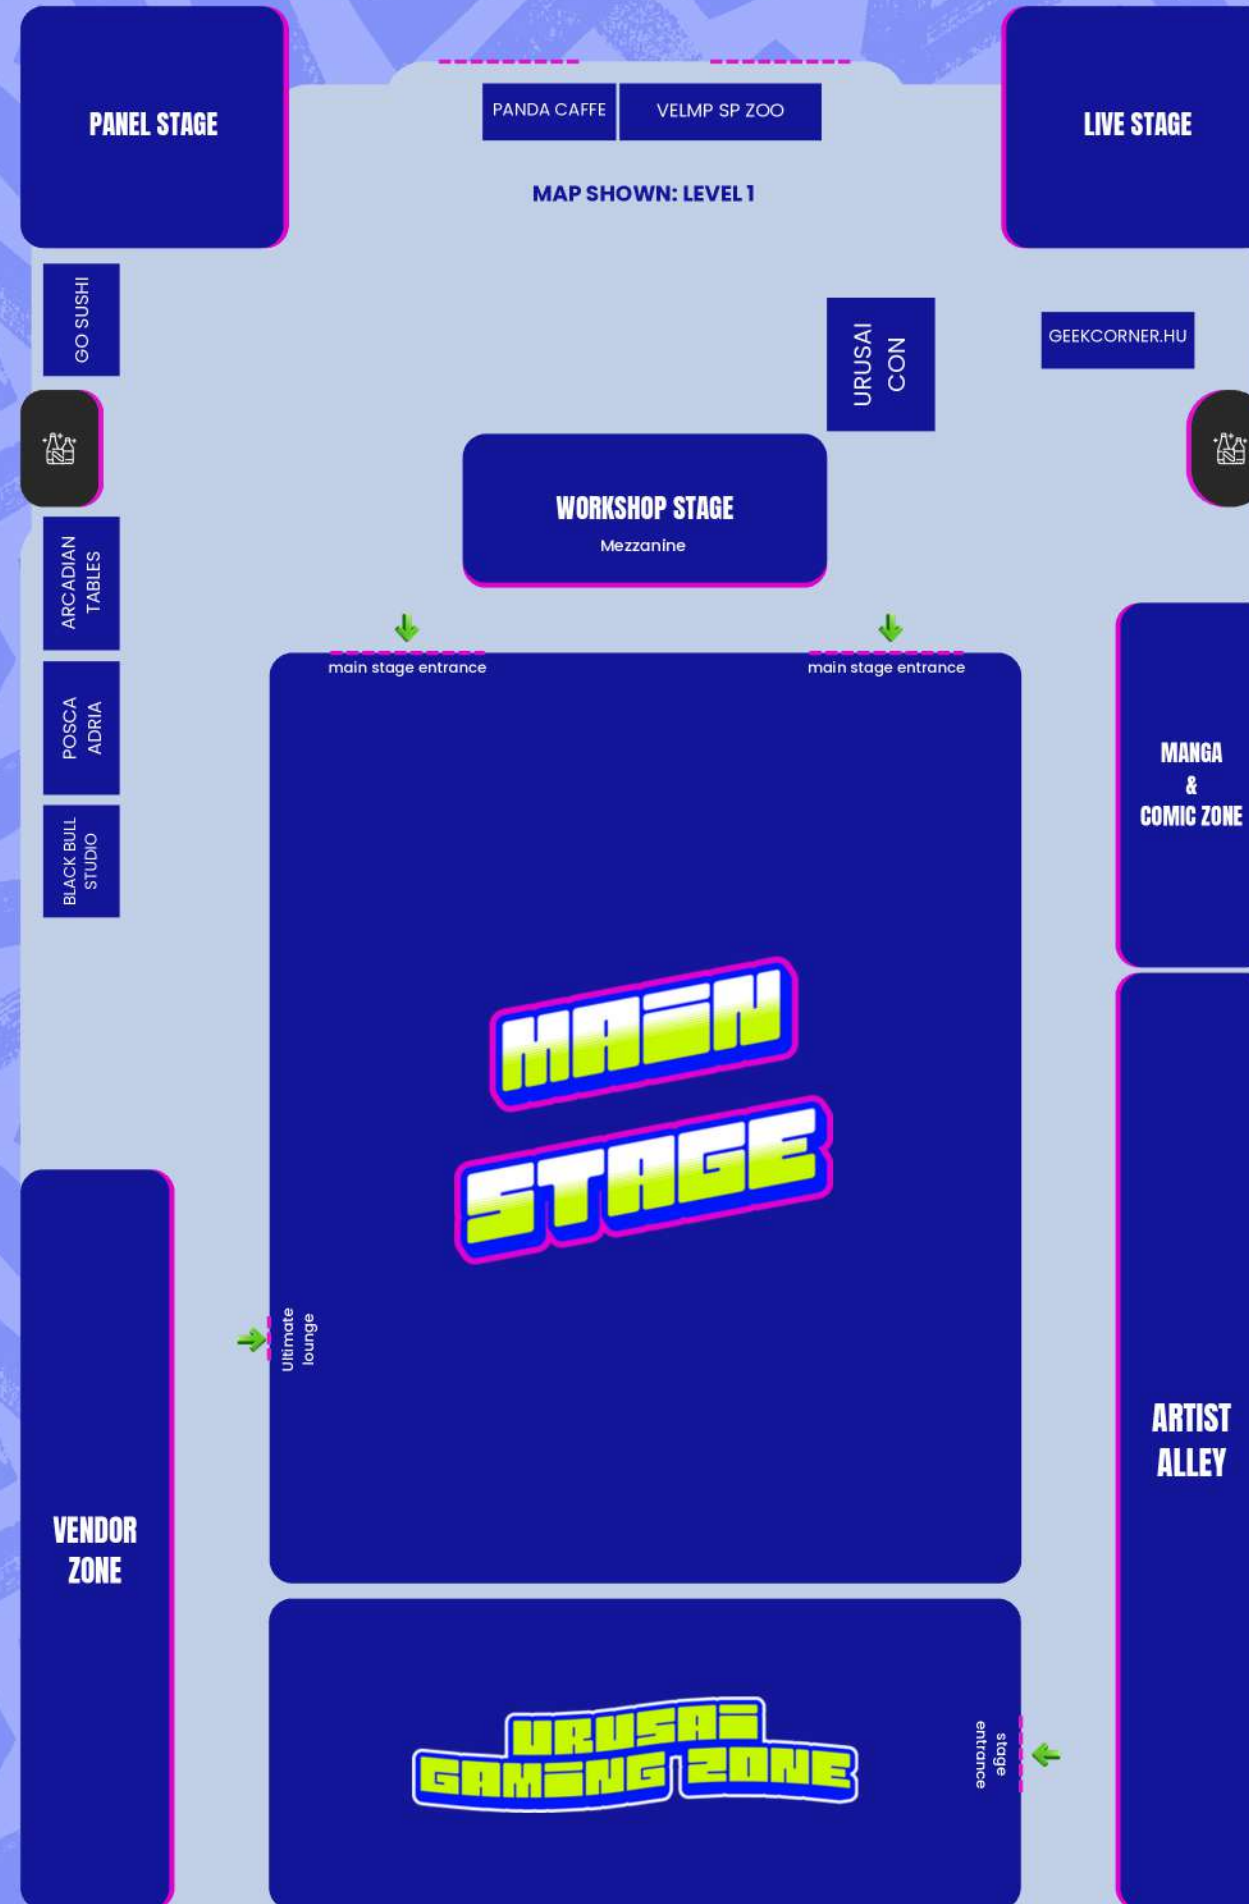 PANEL STAGE
PANDA CAFFE
VELMP SP ZOO
LIVE STAGE
MAP SHOWN: LEVEL 1
GO SUSHI
URUSAI
CON
GEEKCORNER.HU
WORKSHOP STAGE
Mezzanine
ARCADIAN
TABLES
main stage entrance
main stage entrance
POSCA
ADRIA
MANGA
&
COMIC ZONE
BLACK BULL
STUDIO
MAIN
STAGE
Ultimate
lounge
ARTIST
ALLEY
VENDOR
ZONE
URUSAI
GAMING ZONE
stage
entrance